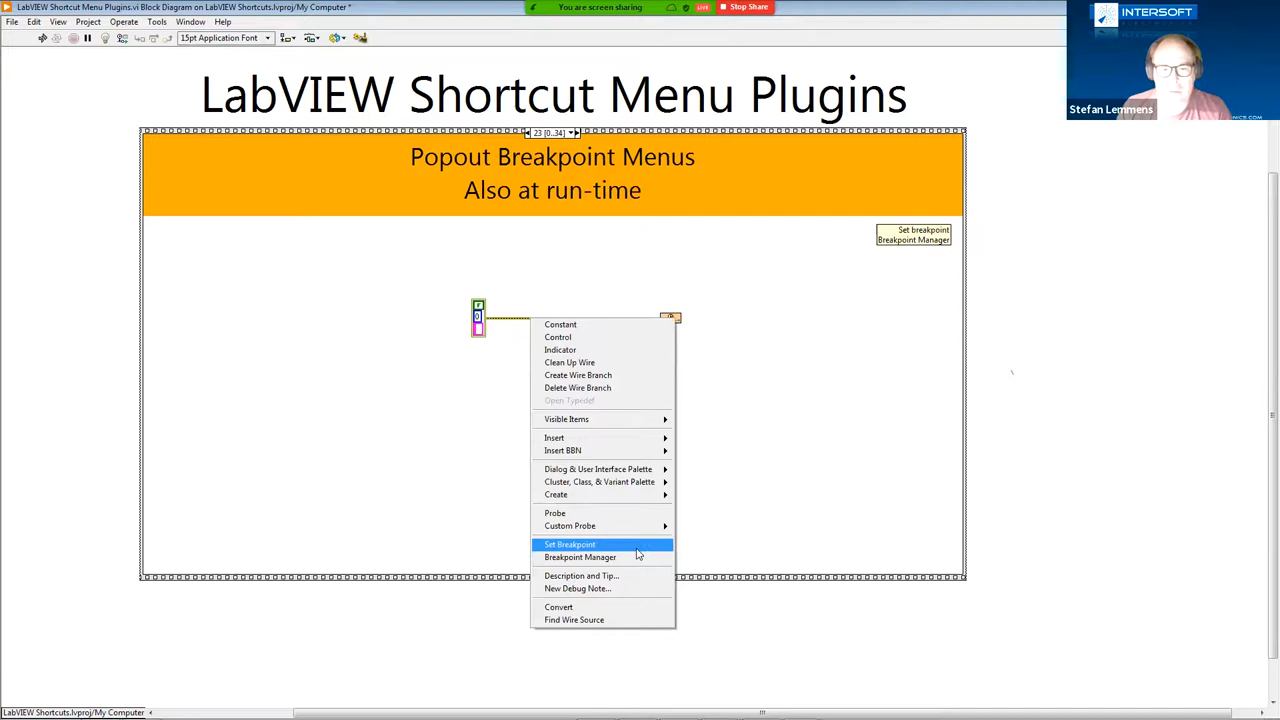 LabVIEW Shortcut Menu Plugins.vi Block Diagram on LabVIEW Shortcuts.lvproj/My Computer *
You are screen sharing
LIVE
Stop Share
File Edit View Project Operate Tools Window Help
15pt Application Font
INTERSOFT
Stefan Lemmens
LabVIEW Shortcut Menu Plugins
23 [0..34]
Popout Breakpoint Menus
Also at run-time
Set breakpoint
Breakpoint Manager
F
0
Constant
Control
Indicator
Clean Up Wire
Create Wire Branch
Delete Wire Branch
Open Typedef
Visible Items
Insert
Insert BBN
Dialog & User Interface Palette
Cluster, Class, & Variant Palette
Create
Probe
Custom Probe
Set Breakpoint
Breakpoint Manager
Description and Tip...
New Debug Note...
Convert
Find Wire Source
LabVIEW Shortcuts.lvproj/My Computer